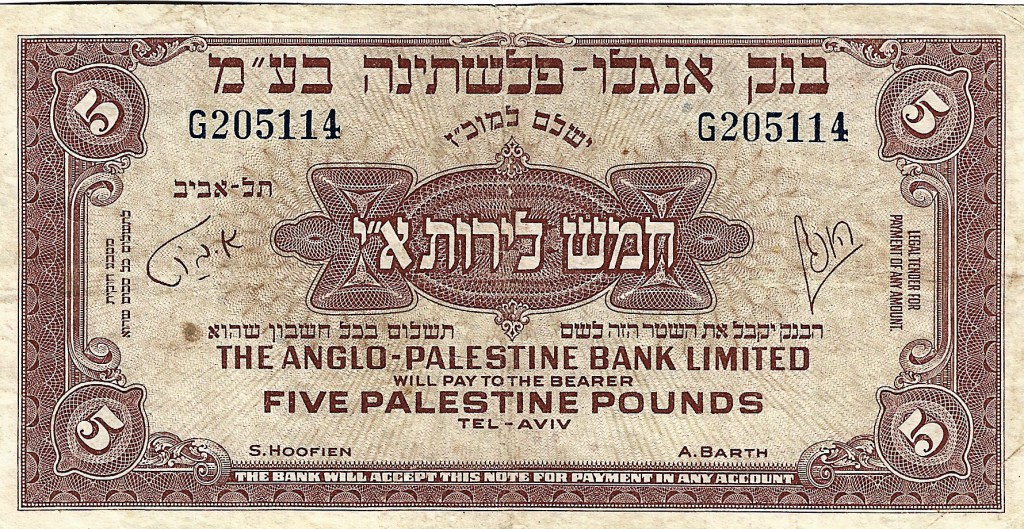 בנק אנגלו-פלשתינה בע״מ
5
5
G205114
G205114
ישלם למוכ״ז
תל-אביב
חמש לירות א״י
LEGAL TENDER FOR
PAYMENT OF ANY AMOUNT
הבנק יקבל את השטר הזה לשם
תשלום בכל חשבון שהוא
THE ANGLO-PALESTINE BANK LIMITED
WILL PAY TO THE BEARER
FIVE PALESTINE POUNDS
TEL-AVIV
S. HOOFIEN
A. BARTH
5
5
THE BANK WILL ACCEPT THIS NOTE FOR PAYMENT IN ANY ACCOUNT